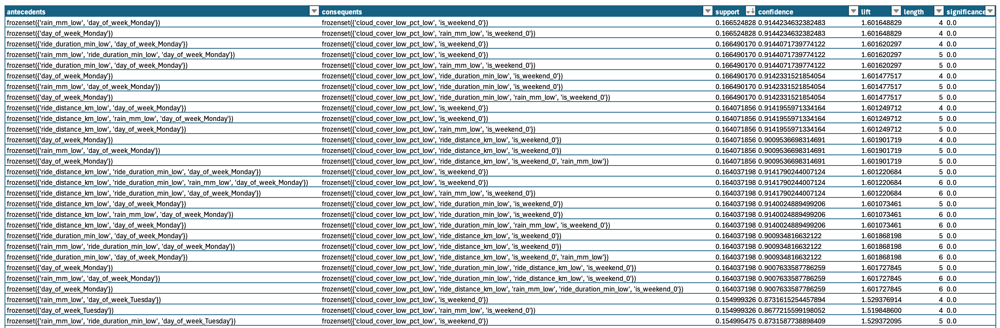 antecedents consequents support confidence lift length significance
frozenset({'rain_mm_low', 'day_of_week_Monday'}) frozenset({'cloud_cover_low_pct_low', 'is_weekend_0'}) 0.166524828 0.9144234632382483 1.601648829 4 0.0
frozenset({'day_of_week_Monday'}) frozenset({'cloud_cover_low_pct_low', 'rain_mm_low', 'is_weekend_0'}) 0.166524828 0.9144234632382483 1.601648829 4 0.0
frozenset({'ride_duration_min_low', 'day_of_week_Monday'}) frozenset({'cloud_cover_low_pct_low', 'is_weekend_0'}) 0.166490170 0.9144071739774122 1.601620297 4 0.0
frozenset({'rain_mm_low', 'ride_duration_min_low', 'day_of_week_Monday'}) frozenset({'cloud_cover_low_pct_low', 'is_weekend_0'}) 0.166490170 0.9144071739774122 1.601620297 5 0.0
frozenset({'ride_duration_min_low', 'day_of_week_Monday'}) frozenset({'cloud_cover_low_pct_low', 'rain_mm_low', 'is_weekend_0'}) 0.166490170 0.9144071739774122 1.601620297 5 0.0
frozenset({'day_of_week_Monday'}) frozenset({'cloud_cover_low_pct_low', 'ride_duration_min_low', 'is_weekend_0'}) 0.166490170 0.9142331521854054 1.601477517 4 0.0
frozenset({'rain_mm_low', 'day_of_week_Monday'}) frozenset({'cloud_cover_low_pct_low', 'ride_duration_min_low', 'is_weekend_0'}) 0.166490170 0.9142331521854054 1.601477517 5 0.0
frozenset({'day_of_week_Monday'}) frozenset({'cloud_cover_low_pct_low', 'ride_duration_min_low', 'rain_mm_low', 'is_weekend_0'}) 0.166490170 0.9142331521854054 1.601477517 5 0.0
frozenset({'ride_distance_km_low', 'day_of_week_Monday'}) frozenset({'cloud_cover_low_pct_low', 'is_weekend_0'}) 0.164071856 0.9141955971334164 1.601249712 4 0.0
frozenset({'ride_distance_km_low', 'rain_mm_low', 'day_of_week_Monday'}) frozenset({'cloud_cover_low_pct_low', 'is_weekend_0'}) 0.164071856 0.9141955971334164 1.601249712 5 0.0
frozenset({'ride_distance_km_low', 'day_of_week_Monday'}) frozenset({'cloud_cover_low_pct_low', 'rain_mm_low', 'is_weekend_0'}) 0.164071856 0.9141955971334164 1.601249712 5 0.0
frozenset({'day_of_week_Monday'}) frozenset({'cloud_cover_low_pct_low', 'ride_distance_km_low', 'is_weekend_0'}) 0.164071856 0.9009536698314691 1.601901719 4 0.0
frozenset({'rain_mm_low', 'day_of_week_Monday'}) frozenset({'cloud_cover_low_pct_low', 'ride_distance_km_low', 'is_weekend_0'}) 0.164071856 0.9009536698314691 1.601901719 5 0.0
frozenset({'day_of_week_Monday'}) frozenset({'cloud_cover_low_pct_low', 'ride_distance_km_low', 'is_weekend_0', 'rain_mm_low'}) 0.164071856 0.9009536698314691 1.601901719 5 0.0
frozenset({'ride_distance_km_low', 'ride_duration_min_low', 'day_of_week_Monday'}) frozenset({'cloud_cover_low_pct_low', 'is_weekend_0'}) 0.164037198 0.9141790244007124 1.601220684 5 0.0
frozenset({'ride_distance_km_low', 'ride_duration_min_low', 'rain_mm_low', 'day_of_week_Monday'}) frozenset({'cloud_cover_low_pct_low', 'is_weekend_0'}) 0.164037198 0.9141790244007124 1.601220684 6 0.0
frozenset({'ride_distance_km_low', 'ride_duration_min_low', 'day_of_week_Monday'}) frozenset({'cloud_cover_low_pct_low', 'rain_mm_low', 'is_weekend_0'}) 0.164037198 0.9141790244007124 1.601220684 6 0.0
frozenset({'ride_distance_km_low', 'day_of_week_Monday'}) frozenset({'cloud_cover_low_pct_low', 'ride_duration_min_low', 'is_weekend_0'}) 0.164037198 0.9140024889499206 1.601073461 5 0.0
frozenset({'ride_distance_km_low', 'rain_mm_low', 'day_of_week_Monday'}) frozenset({'cloud_cover_low_pct_low', 'ride_duration_min_low', 'is_weekend_0'}) 0.164037198 0.9140024889499206 1.601073461 6 0.0
frozenset({'ride_distance_km_low', 'day_of_week_Monday'}) frozenset({'cloud_cover_low_pct_low', 'ride_duration_min_low', 'rain_mm_low', 'is_weekend_0'}) 0.164037198 0.9140024889499206 1.601073461 6 0.0
frozenset({'ride_duration_min_low', 'day_of_week_Monday'}) frozenset({'cloud_cover_low_pct_low', 'ride_distance_km_low', 'is_weekend_0'}) 0.164037198 0.900934816632122 1.601868198 5 0.0
frozenset({'rain_mm_low', 'ride_duration_min_low', 'day_of_week_Monday'}) frozenset({'cloud_cover_low_pct_low', 'ride_distance_km_low', 'is_weekend_0'}) 0.164037198 0.900934816632122 1.601868198 6 0.0
frozenset({'ride_duration_min_low', 'day_of_week_Monday'}) frozenset({'cloud_cover_low_pct_low', 'ride_distance_km_low', 'is_weekend_0', 'rain_mm_low'}) 0.164037198 0.900934816632122 1.601868198 6 0.0
frozenset({'day_of_week_Monday'}) frozenset({'cloud_cover_low_pct_low', 'ride_duration_min_low', 'ride_distance_km_low', 'is_weekend_0'}) 0.164037198 0.9007633587786259 1.601727845 5 0.0
frozenset({'rain_mm_low', 'day_of_week_Monday'}) frozenset({'cloud_cover_low_pct_low', 'ride_duration_min_low', 'ride_distance_km_low', 'is_weekend_0'}) 0.164037198 0.9007633587786259 1.601727845 6 0.0
frozenset({'day_of_week_Monday'}) frozenset({'cloud_cover_low_pct_low', 'ride_distance_km_low', 'rain_mm_low', 'ride_duration_min_low', 'is_weekend_0'}) 0.164037198 0.9007633587786259 1.601727845 6 0.0
frozenset({'rain_mm_low', 'day_of_week_Tuesday'}) frozenset({'cloud_cover_low_pct_low', 'is_weekend_0'}) 0.154999326 0.8731615254457894 1.529376914 4 0.0
frozenset({'day_of_week_Tuesday'}) frozenset({'cloud_cover_low_pct_low', 'rain_mm_low', 'is_weekend_0'}) 0.154999326 0.8677215599198052 1.519848600 4 0.0
frozenset({'rain_mm_low', 'ride_duration_min_low', 'day_of_week_Tuesday'}) frozenset({'cloud_cover_low_pct_low', 'is_weekend_0'}) 0.154995475 0.8731587738898409 1.529372095 5 0.0